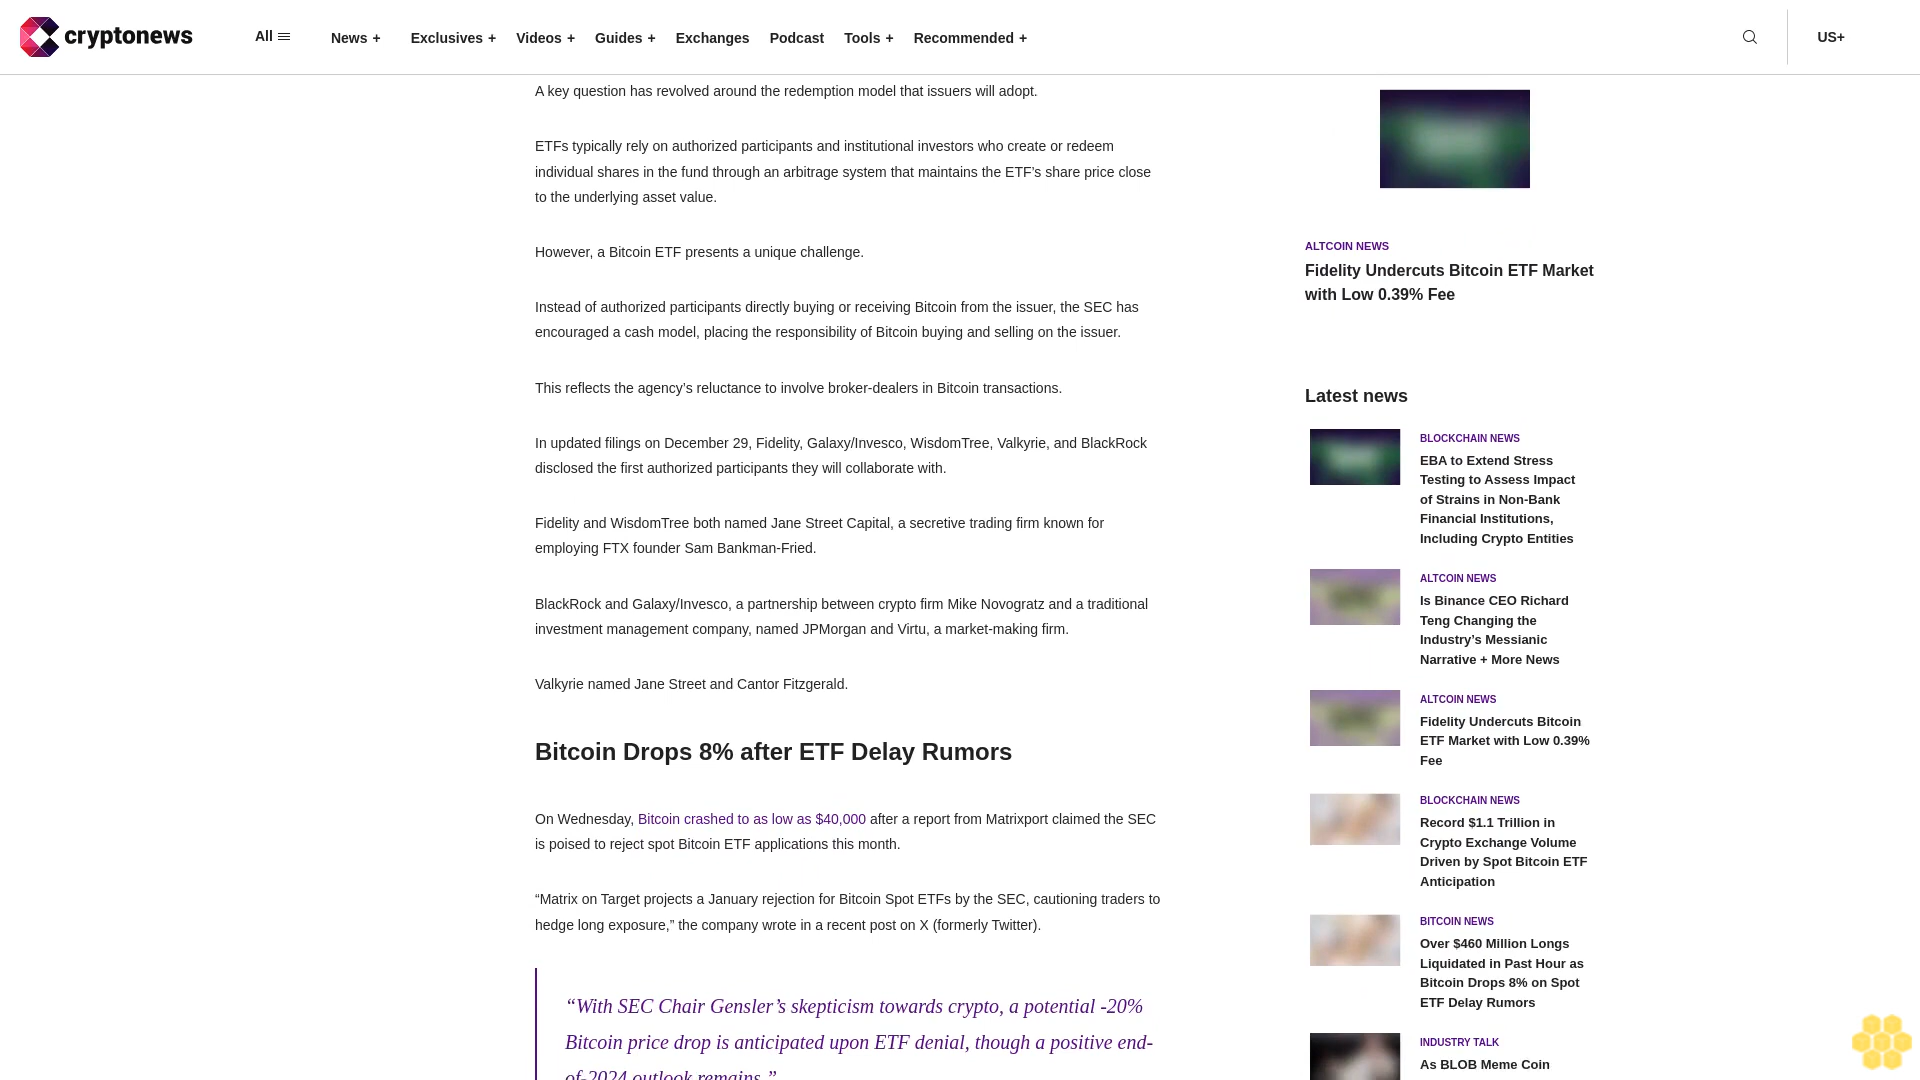 cryptonews
All
News +
Exclusives +
Videos +
Guides +
Exchanges
Podcast
Tools +
Recommended +
US+
A key question has revolved around the redemption model that issuers will adopt.
ETFs typically rely on authorized participants and institutional investors who create or redeem
individual shares in the fund through an arbitrage system that maintains the ETF’s share price close
to the underlying asset value.
However, a Bitcoin ETF presents a unique challenge.
Instead of authorized participants directly buying or receiving Bitcoin from the issuer, the SEC has
encouraged a cash model, placing the responsibility of Bitcoin buying and selling on the issuer.
This reflects the agency’s reluctance to involve broker-dealers in Bitcoin transactions.
In updated filings on December 29, Fidelity, Galaxy/Invesco, WisdomTree, Valkyrie, and BlackRock
disclosed the first authorized participants they will collaborate with.
Fidelity and WisdomTree both named Jane Street Capital, a secretive trading firm known for
employing FTX founder Sam Bankman-Fried.
BlackRock and Galaxy/Invesco, a partnership between crypto firm Mike Novogratz and a traditional
investment management company, named JPMorgan and Virtu, a market-making firm.
Valkyrie named Jane Street and Cantor Fitzgerald.
Bitcoin Drops 8% after ETF Delay Rumors
On Wednesday, Bitcoin crashed to as low as $40,000 after a report from Matrixport claimed the SEC
is poised to reject spot Bitcoin ETF applications this month.
“Matrix on Target projects a January rejection for Bitcoin Spot ETFs by the SEC, cautioning traders to
hedge long exposure,” the company wrote in a recent post on X (formerly Twitter).
“With SEC Chair Gensler’s skepticism towards crypto, a potential -20%
Bitcoin price drop is anticipated upon ETF denial, though a positive end-
of-2024 outlook remains.”
ALTCOIN NEWS
Fidelity Undercuts Bitcoin ETF Market
with Low 0.39% Fee
Latest news
BLOCKCHAIN NEWS
EBA to Extend Stress
Testing to Assess Impact
of Strains in Non-Bank
Financial Institutions,
Including Crypto Entities
ALTCOIN NEWS
Is Binance CEO Richard
Teng Changing the
Industry’s Messianic
Narrative + More News
ALTCOIN NEWS
Fidelity Undercuts Bitcoin
ETF Market with Low 0.39%
Fee
BLOCKCHAIN NEWS
Record $1.1 Trillion in
Crypto Exchange Volume
Driven by Spot Bitcoin ETF
Anticipation
BITCOIN NEWS
Over $460 Million Longs
Liquidated in Past Hour as
Bitcoin Drops 8% on Spot
ETF Delay Rumors
INDUSTRY TALK
As BLOB Meme Coin